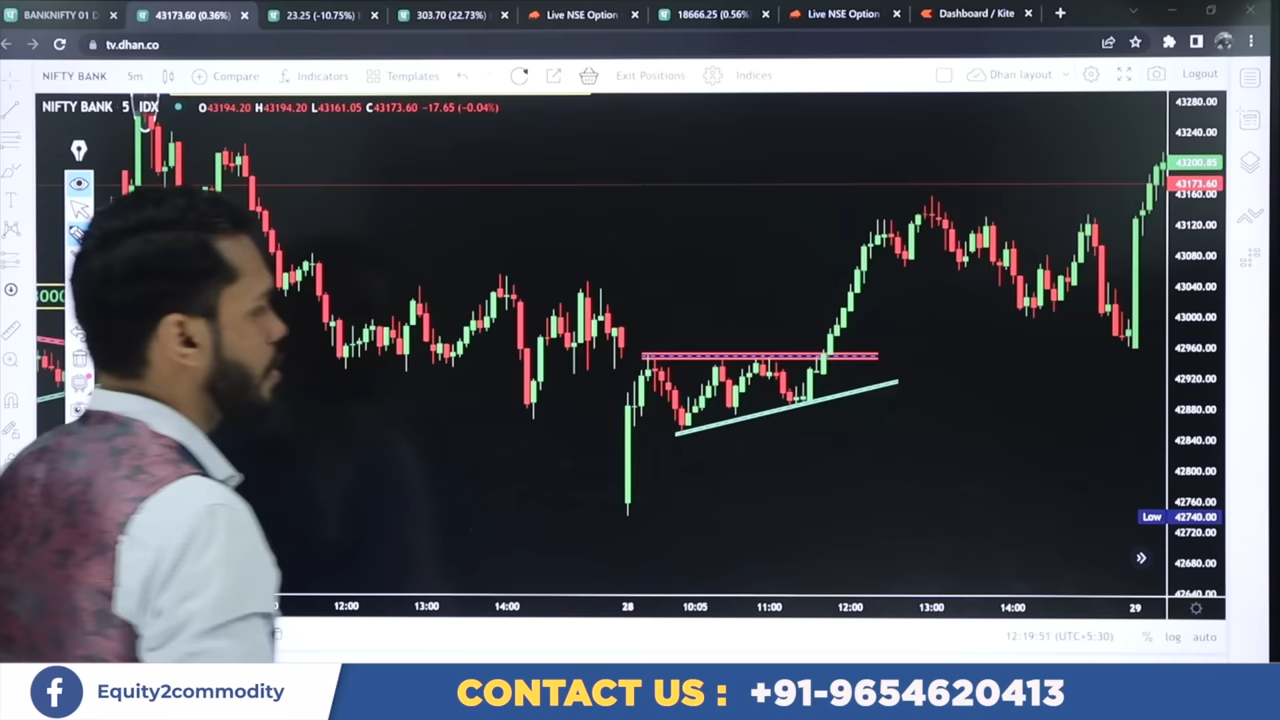 BANKNIFTY 01 D
43173.60 (0.36%)
23.25 (-10.75%)
303.70 (22.73%)
Live NSE Option
18666.25 (0.56%
Live NSE Option
Dashboard / Kite
tv.dhan.co
NIFTY BANK 5m Compare Indicators Templates Exit Positions Indices Dhan layout Logout
NIFTY BANK 5 IDX O43194.20 H43194.20 L43161.05 C43173.60 -17.65 (-0.04%)
43280.00
43240.00
43200.85
43173.60
43160.00
43120.00
43080.00
43040.00
43000.00
42960.00
42920.00
42880.00
42840.00
42800.00
42760.00
Low 42740.00
42720.00
42680.00
42640.00
12:00 13:00 14:00 28 10:05 11:00 12:00 13:00 14:00 29
12:19:51 (UTC+5:30) % log auto
f Equity2commodity
CONTACT US : +91-9654620413